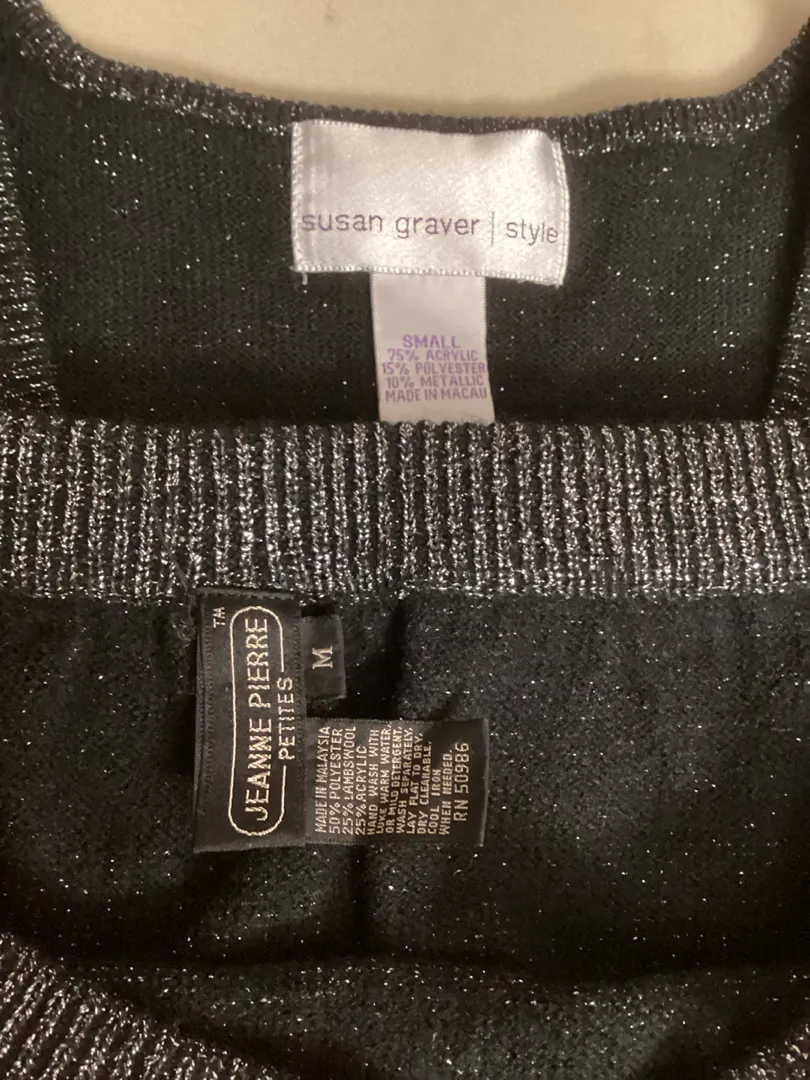 susan graver | style
SMALL
75% ACRYLIC
15% POLYESTER
10% METALLIC
MADE IN MACAU
JEANNE PIERRE TM
PETITES
M
MADE IN MALAYSIA
50% POLYESTER
25% LAMBSWOOL
25% ACRYLIC
HAND WASH WITH
LUKE WARM WATER.
OR MILD DETERGENT.
WASH SEPARATELY.
LAY FLAT TO DRY.
DRY CLEANABLE.
COOL IRON
WHEN NEEDED.
RN 50986